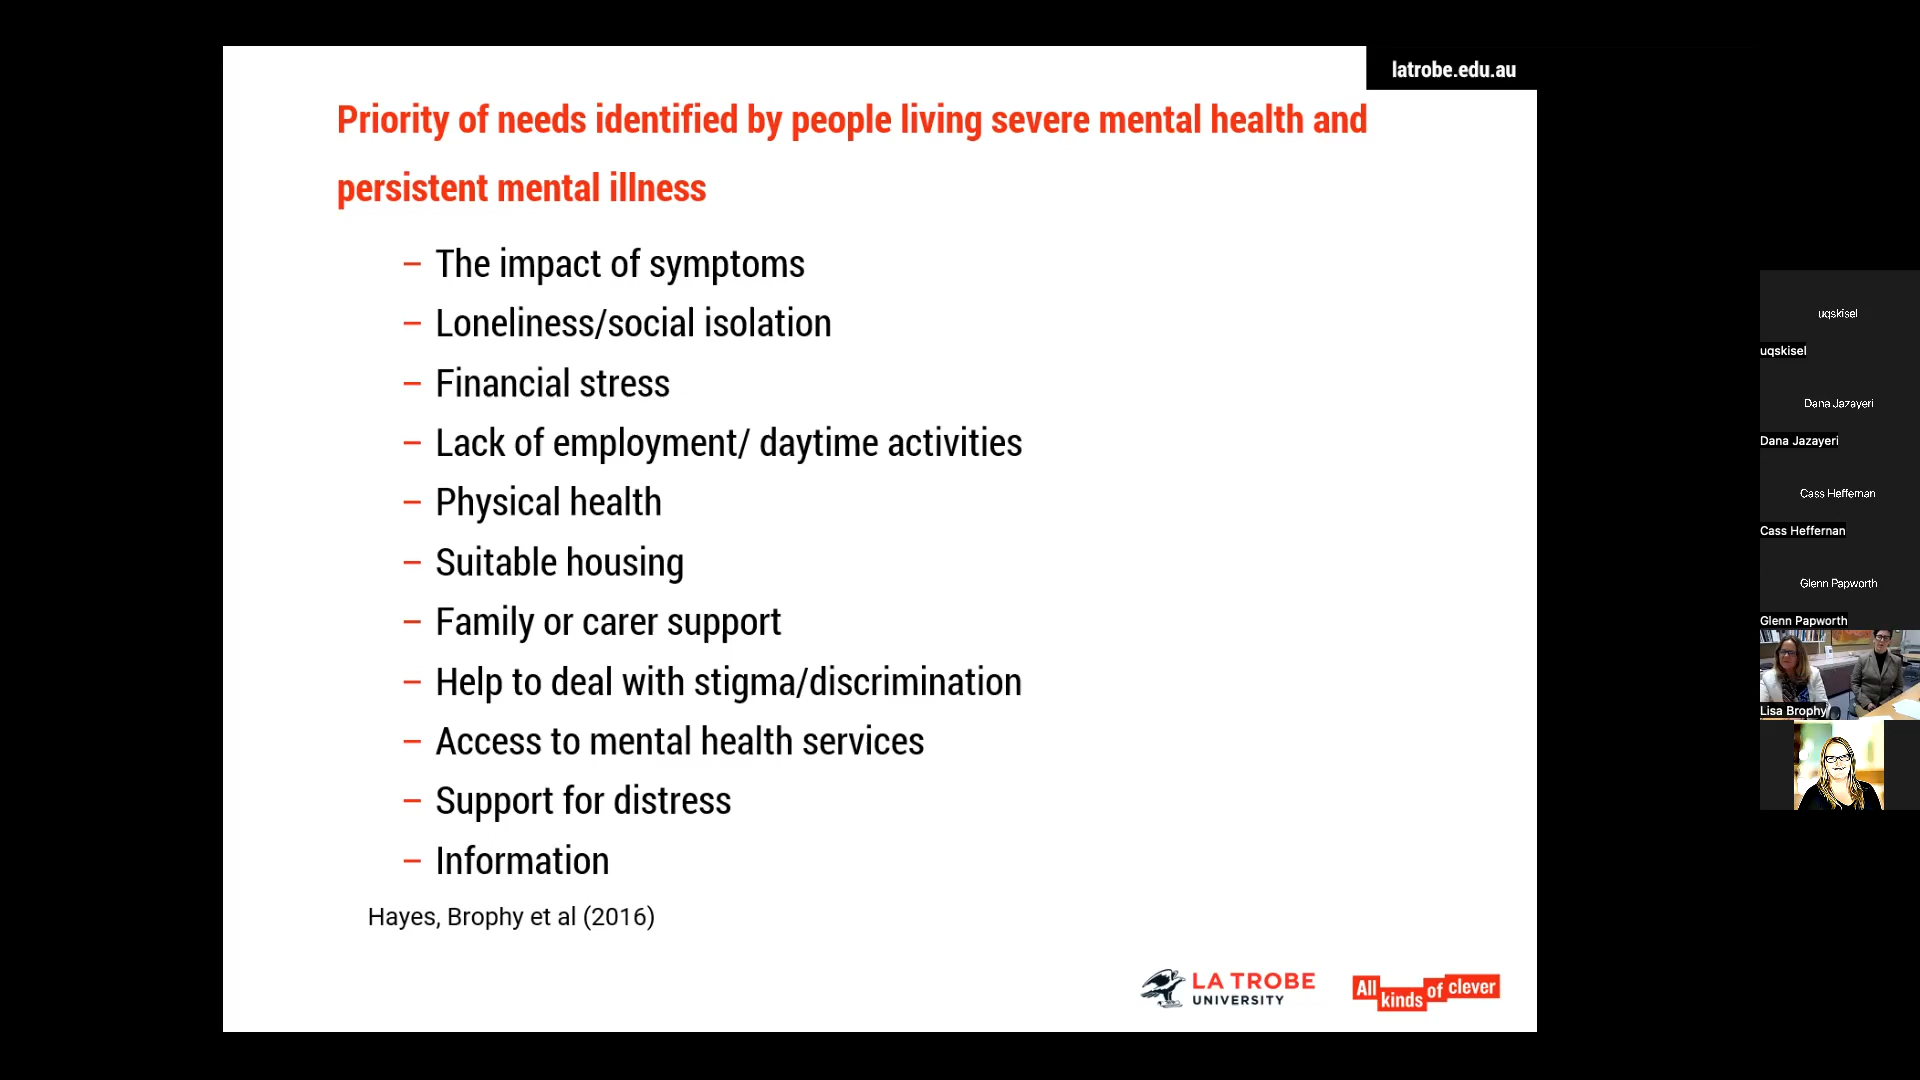 latrobe.edu.au
Priority of needs identified by people living severe mental health and
persistent mental illness
– The impact of symptoms
– Loneliness/social isolation
– Financial stress
– Lack of employment/ daytime activities
– Physical health
– Suitable housing
– Family or carer support
– Help to deal with stigma/discrimination
– Access to mental health services
– Support for distress
– Information
Hayes, Brophy et al (2016)
LA TROBE
UNIVERSITY
All kinds of clever
uqskisel
uqskisel
Dana Jazayeri
Dana Jazayeri
Cass Heffernan
Cass Heffernan
Glenn Papworth
Glenn Papworth
Lisa Brophy